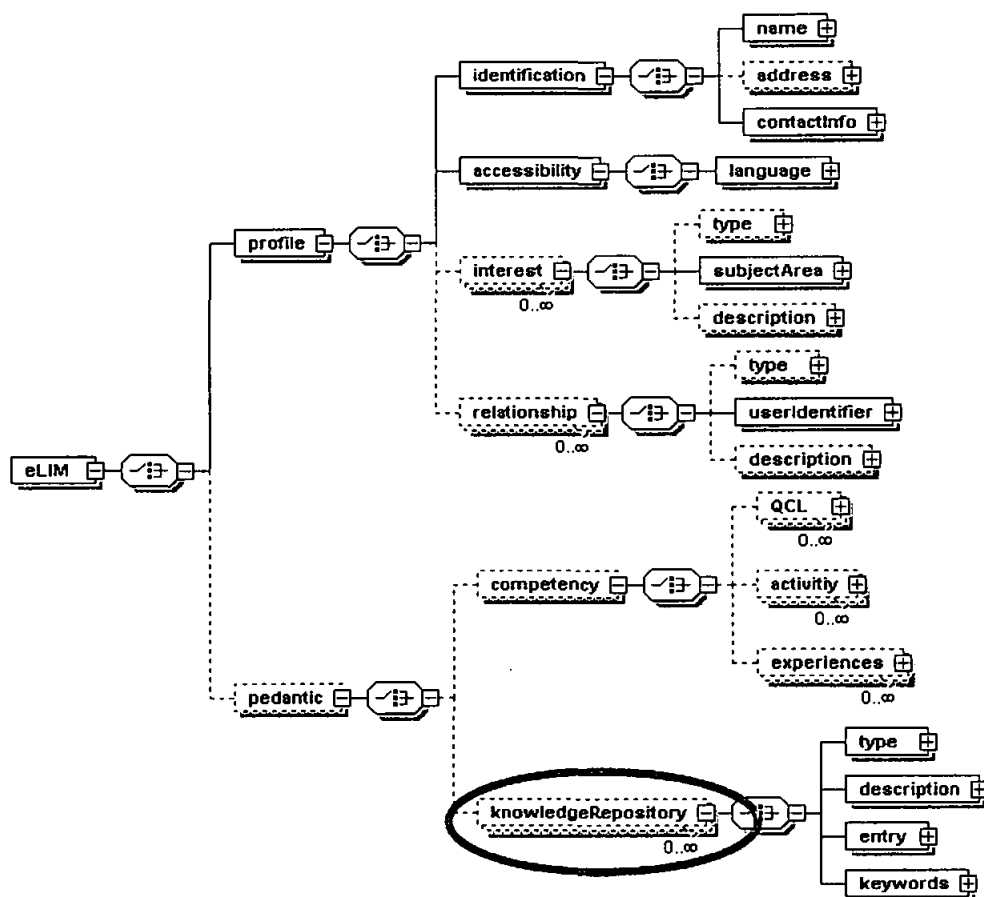 name
identification
address
contactInfo
accessibility
language
profile
type
interest
0..∞
subjectArea
description
type
relationship
0..∞
userIdentifier
description
eLIM
QCL
0..∞
competency
activitiy
0..∞
experiences
0..∞
pedantic
type
knowledgeRepository
0..∞
description
entry
keywords